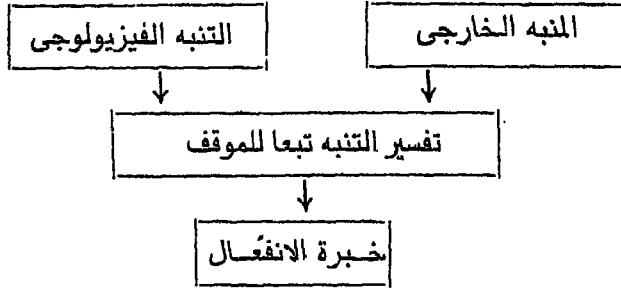 المنبه الخارجى
التنبه الفيزيولوجى
تفسير التنبه تبعا للموقف
خبرة الانفعال